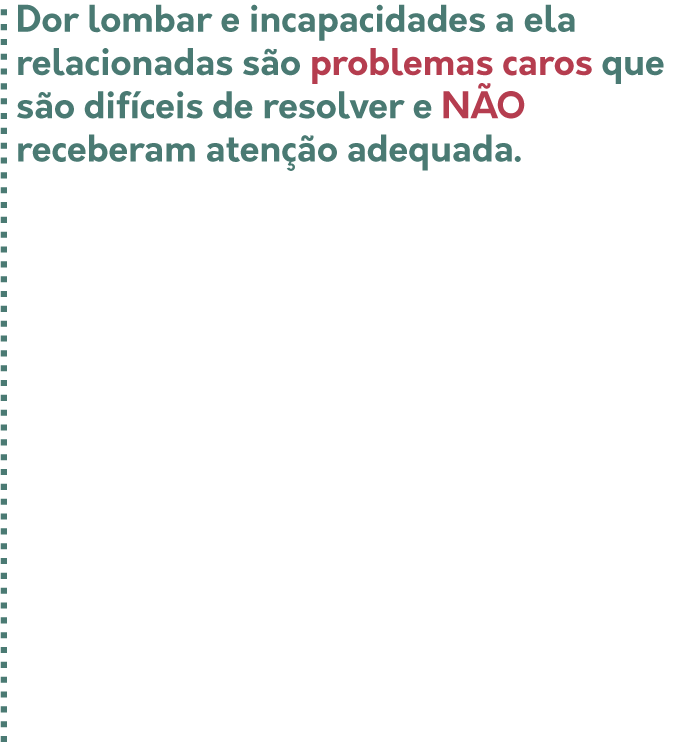 Dor lombar e incapacidades a ela
relacionadas são problemas caros que
são difíceis de resolver e NÃO
receberam atenção adequada.